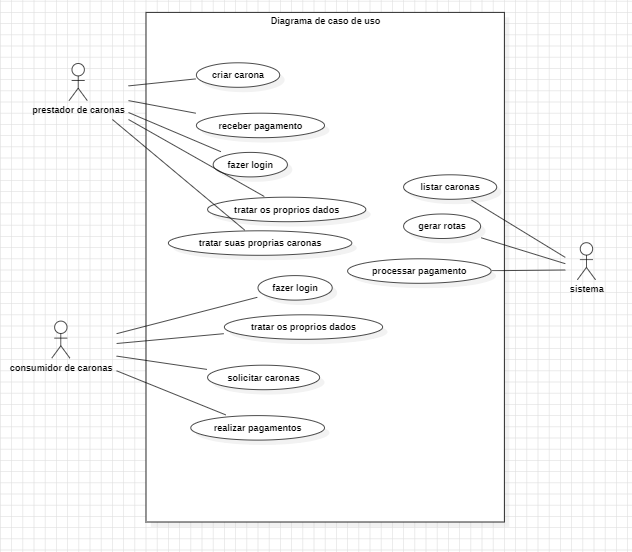 Diagrama de caso de uso
criar carona
prestador de caronas
receber pagamento
fazer login
listar caronas
tratar os proprios dados
gerar rotas
tratar suas proprias caronas
processar pagamento
sistema
fazer login
tratar os proprios dados
consumidor de caronas
solicitar caronas
realizar pagamentos